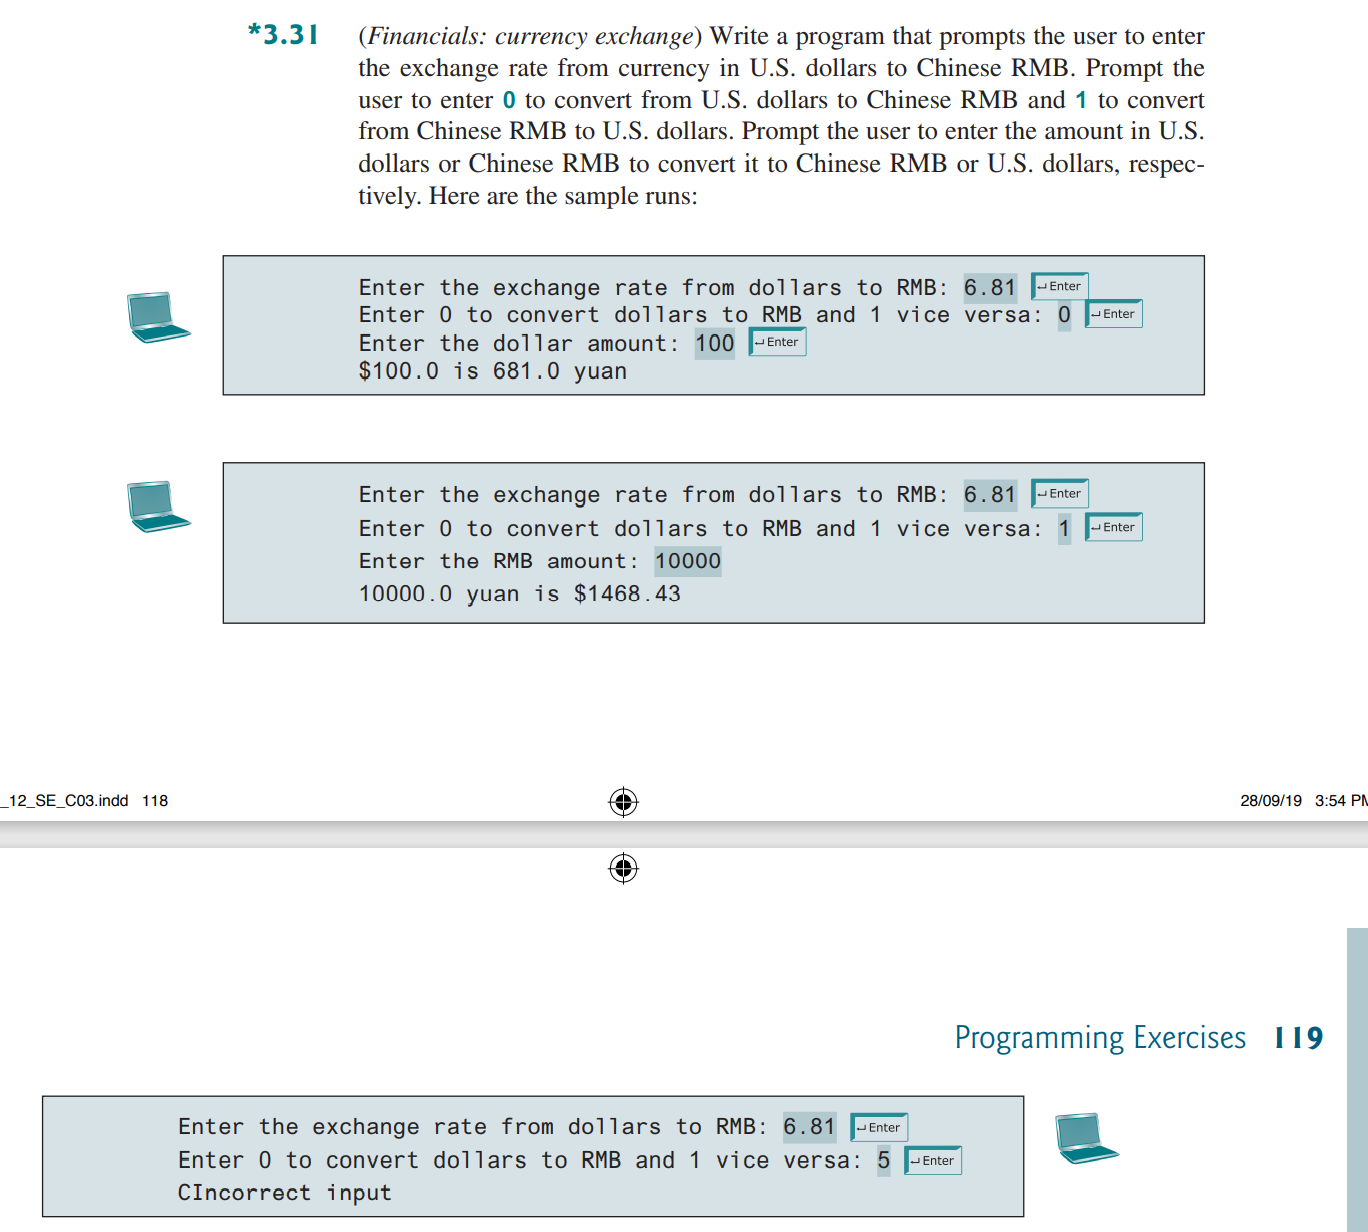 *3.31 (Financials: currency exchange) Write a program that prompts the user to enter
the exchange rate from currency in U.S. dollars to Chinese RMB. Prompt the
user to enter 0 to convert from U.S. dollars to Chinese RMB and 1 to convert
from Chinese RMB to U.S. dollars. Prompt the user to enter the amount in U.S.
dollars or Chinese RMB to convert it to Chinese RMB or U.S. dollars, respec-
tively. Here are the sample runs:
Enter the exchange rate from dollars to RMB: 6.81 ↵Enter
Enter 0 to convert dollars to RMB and 1 vice versa: 0 ↵Enter
Enter the dollar amount: 100 ↵Enter
$100.0 is 681.0 yuan
Enter the exchange rate from dollars to RMB: 6.81 ↵Enter
Enter 0 to convert dollars to RMB and 1 vice versa: 1 ↵Enter
Enter the RMB amount: 10000
10000.0 yuan is $1468.43
_12_SE_C03.indd 118 28/09/19 3:54 PM
Programming Exercises 119
Enter the exchange rate from dollars to RMB: 6.81 ↵Enter
Enter 0 to convert dollars to RMB and 1 vice versa: 5 ↵Enter
CIncorrect input